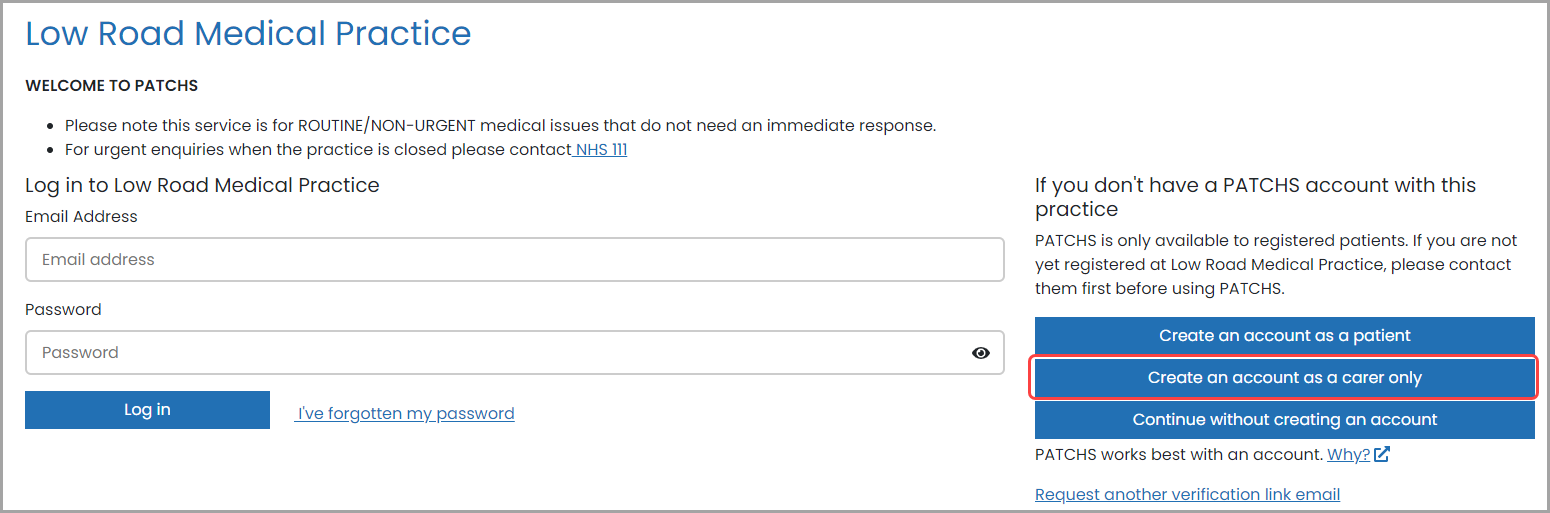 Low Road Medical Practice
WELCOME TO PATCHS
Please note this service is for ROUTINE/NON-URGENT medical issues that do not need an immediate response.
For urgent enquiries when the practice is closed please contact NHS 111
Log in to Low Road Medical Practice
Email Address
Email address
Password
Password
Log in
I've forgotten my password
If you don't have a PATCHS account with this
practice
PATCHS is only available to registered patients. If you are not
yet registered at Low Road Medical Practice, please contact
them first before using PATCHS.
Create an account as a patient
Create an account as a carer only
Continue without creating an account
PATCHS works best with an account. Why?
Request another verification link email